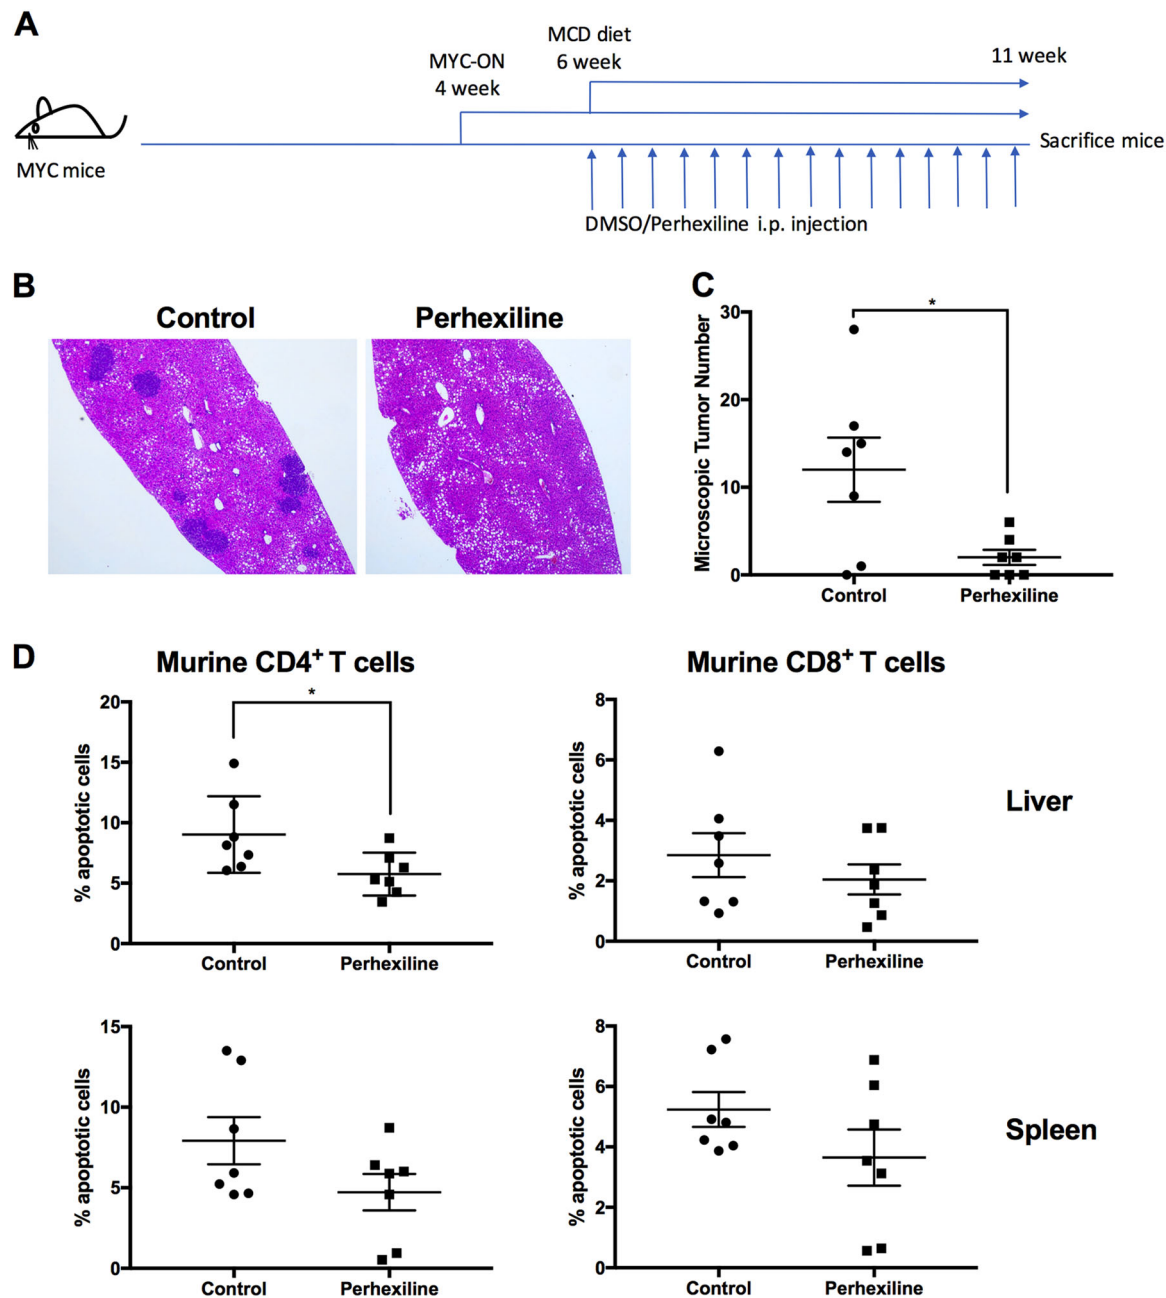 A
MYC mice
MYC-ON
4 week
MCD diet
6 week
11 week
Sacrifice mice
DMSO/Perhexiline i.p. injection
B
Control
Perhexiline
C
Microscopic Tumor Number
30
20
10
0
*
Control
Perhexiline
D
Murine CD4+ T cells
% apoptotic cells
20
15
10
5
0
*
Control
Perhexiline
Murine CD8+ T cells
% apoptotic cells
8
6
4
2
0
Control
Perhexiline
Liver
% apoptotic cells
15
10
5
0
Control
Perhexiline
% apoptotic cells
8
6
4
2
0
Control
Perhexiline
Spleen